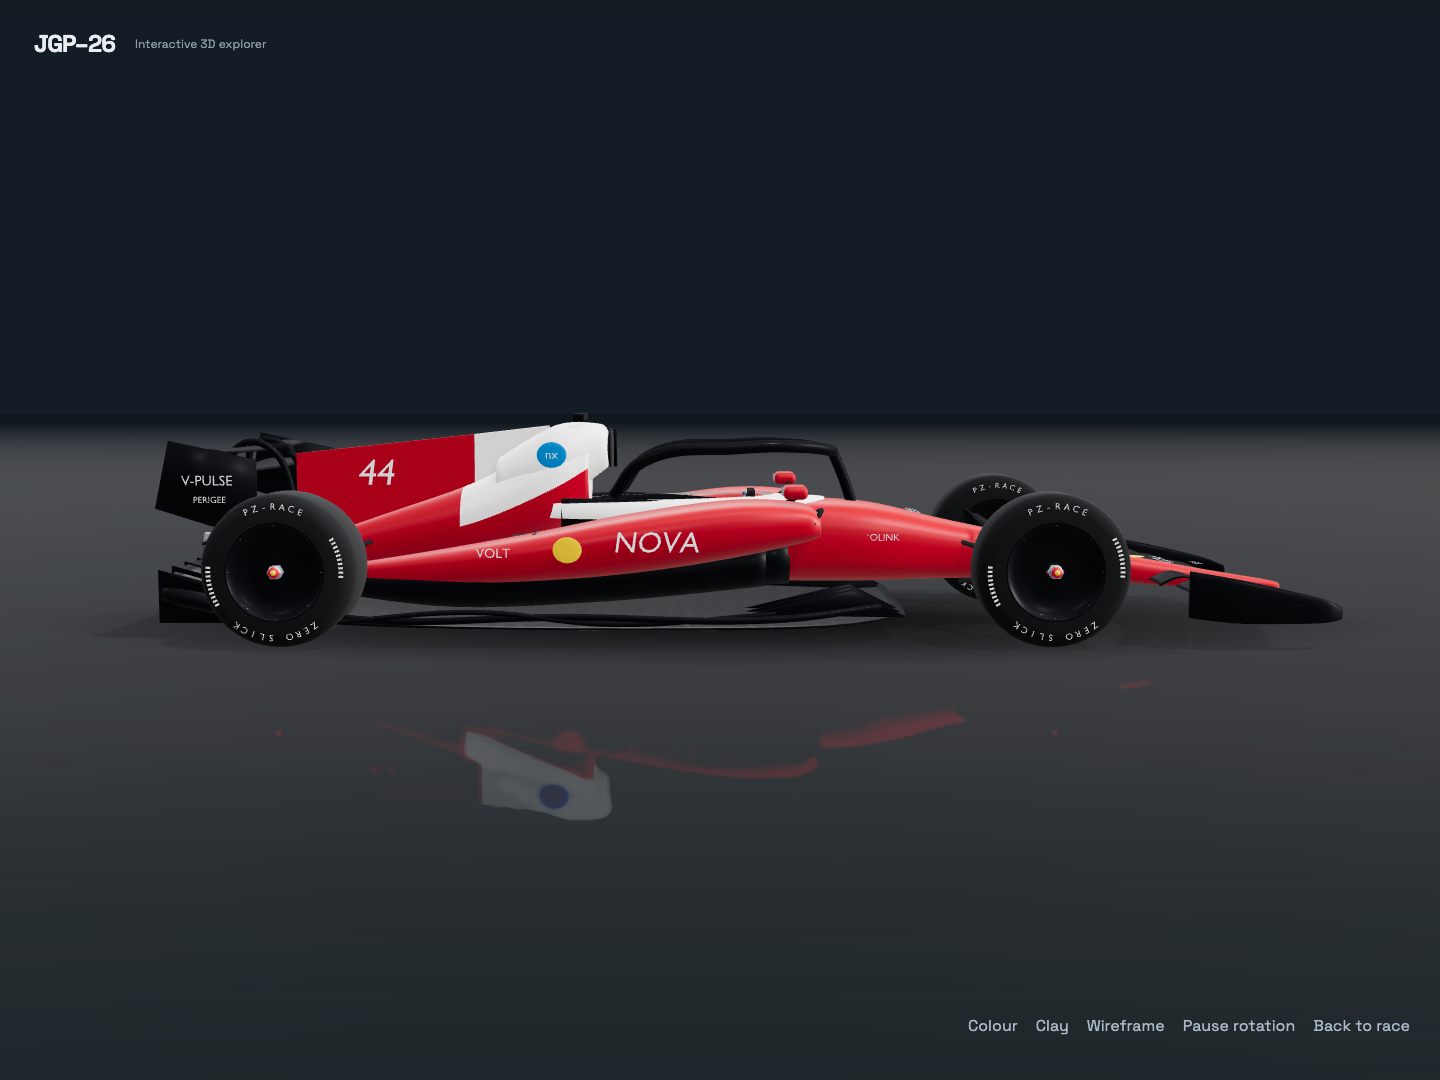 JGP-26 Interactive 3D explorer
44
nx
V-PULSE
PERIGEE
PZ-RACE
ZERO SLICK
VOLT
NOVA
OLINK
PZ-RACE
PZ-RACE
ZERO SLICK
Colour Clay Wireframe Pause rotation Back to race